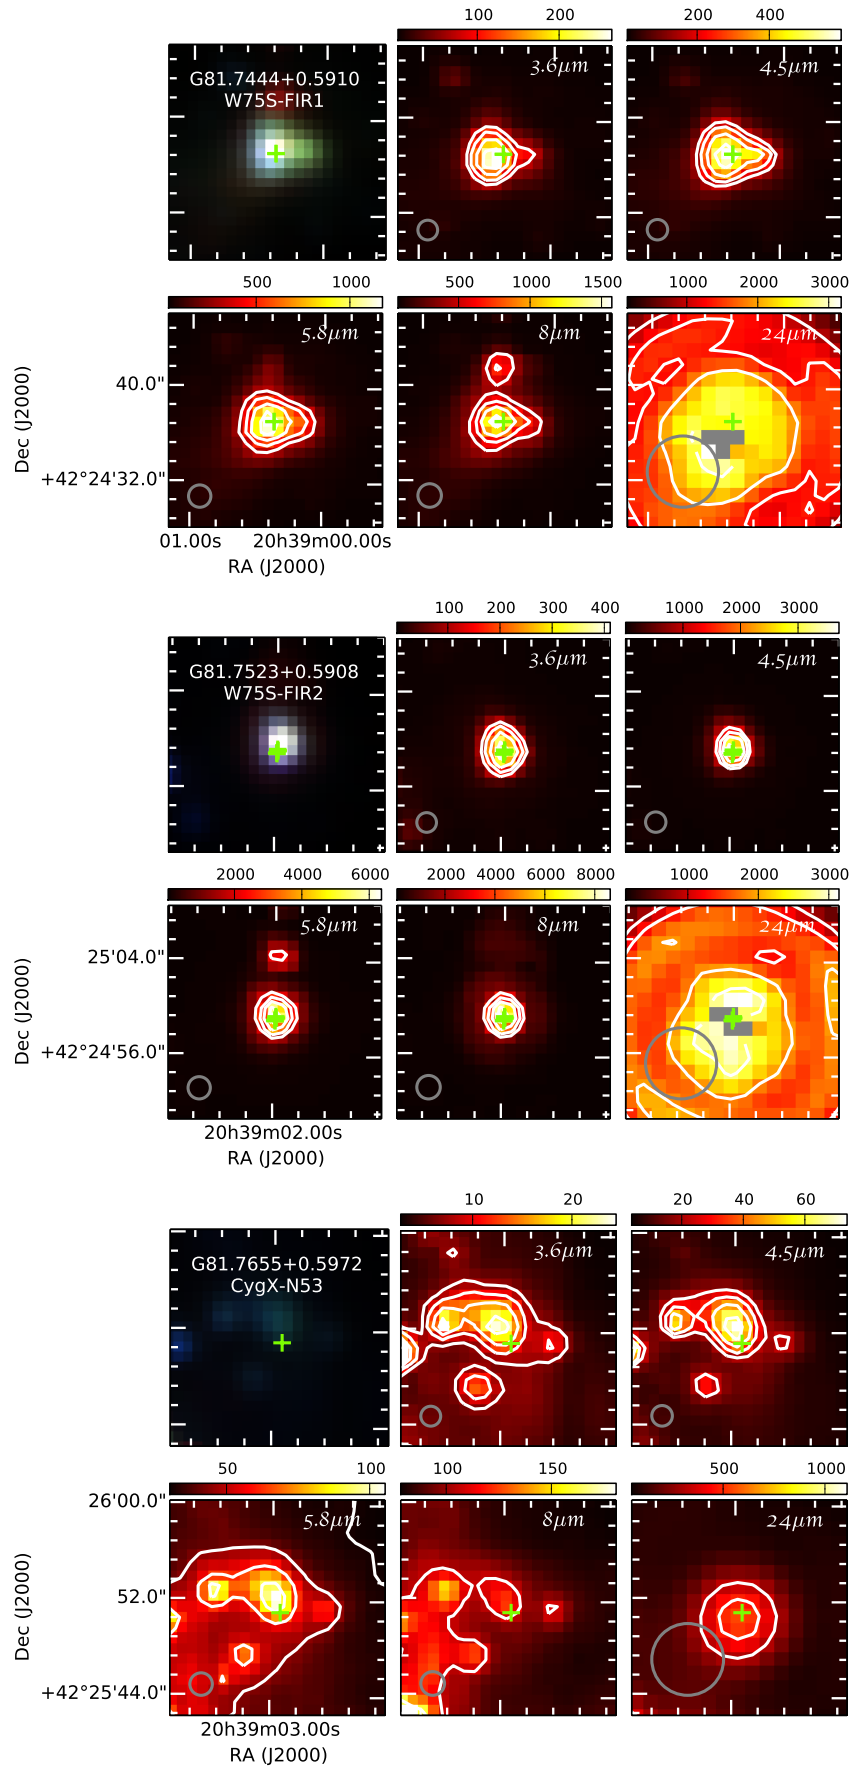 100 200
200 400
G81.7444+0.5910
W75S-FIR1
3.6μm
4.5μm
500 1000
500 1000 1500
1000 2000 3000
5.8μm
8μm
24μm
Dec (J2000)
40.0"
+42°24'32.0"
01.00s 20h39m00.00s
RA (J2000)
100 200 300 400
1000 2000 3000
G81.7523+0.5908
W75S-FIR2
3.6μm
4.5μm
2000 4000 6000
2000 4000 6000 8000
1000 2000 3000
5.8μm
8μm
24μm
Dec (J2000)
25'04.0"
+42°24'56.0"
20h39m02.00s
RA (J2000)
10 20
20 40 60
G81.7655+0.5972
CygX-N53
3.6μm
4.5μm
50 100
100 150
500 1000
5.8μm
8μm
24μm
Dec (J2000)
26'00.0"
52.0"
+42°25'44.0"
20h39m03.00s
RA (J2000)